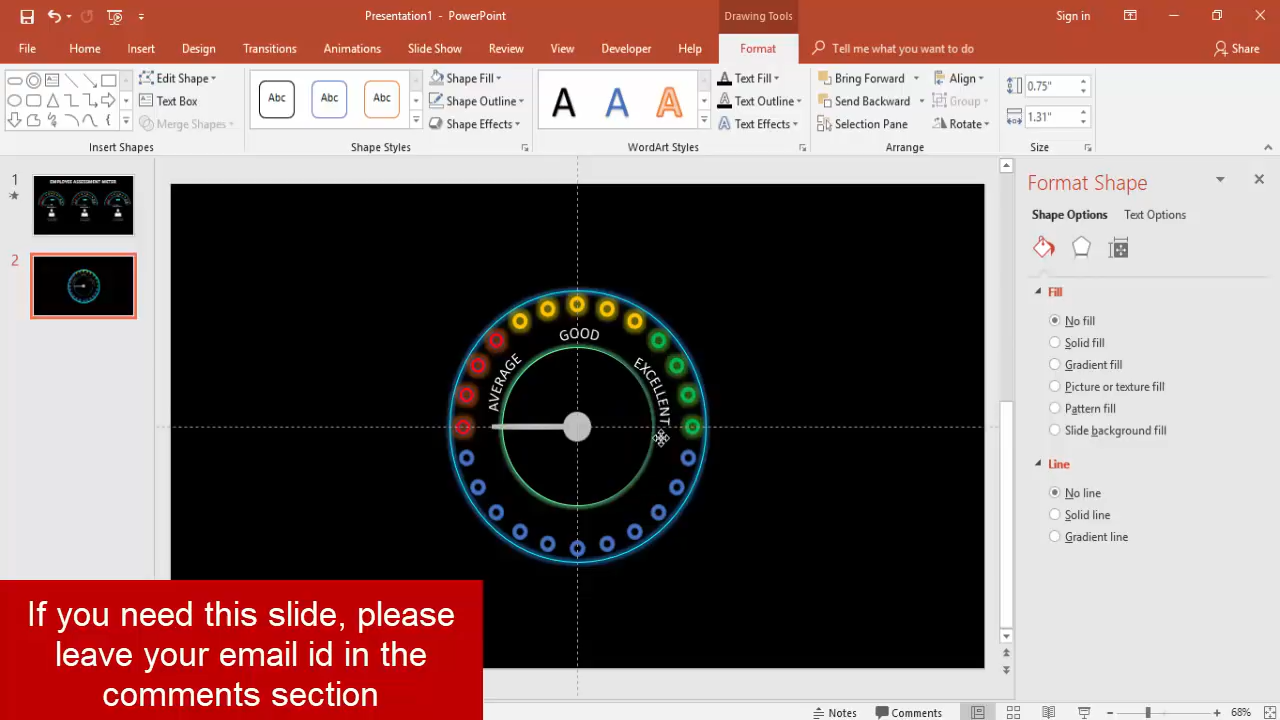 Presentation1 - PowerPoint
Drawing Tools
Sign in
File Home Insert Design Transitions Animations Slide Show Review View Developer Help Format Tell me what you want to do Share
Edit Shape
Text Box
Merge Shapes
Insert Shapes
Abc Abc Abc
Shape Fill
Shape Outline
Shape Effects
Shape Styles
A A A
Text Fill
Text Outline
Text Effects
WordArt Styles
Bring Forward
Send Backward
Selection Pane
Align
Group
Rotate
Arrange
0.75"
1.31"
Size
1
EMPLOYEE ASSESSMENT METER
2
AVERAGE
GOOD
EXCELLENT
Format Shape
Shape Options Text Options
Fill
No fill
Solid fill
Gradient fill
Picture or texture fill
Pattern fill
Slide background fill
Line
No line
Solid line
Gradient line
If you need this slide, please
leave your email id in the
comments section
Notes Comments 68%